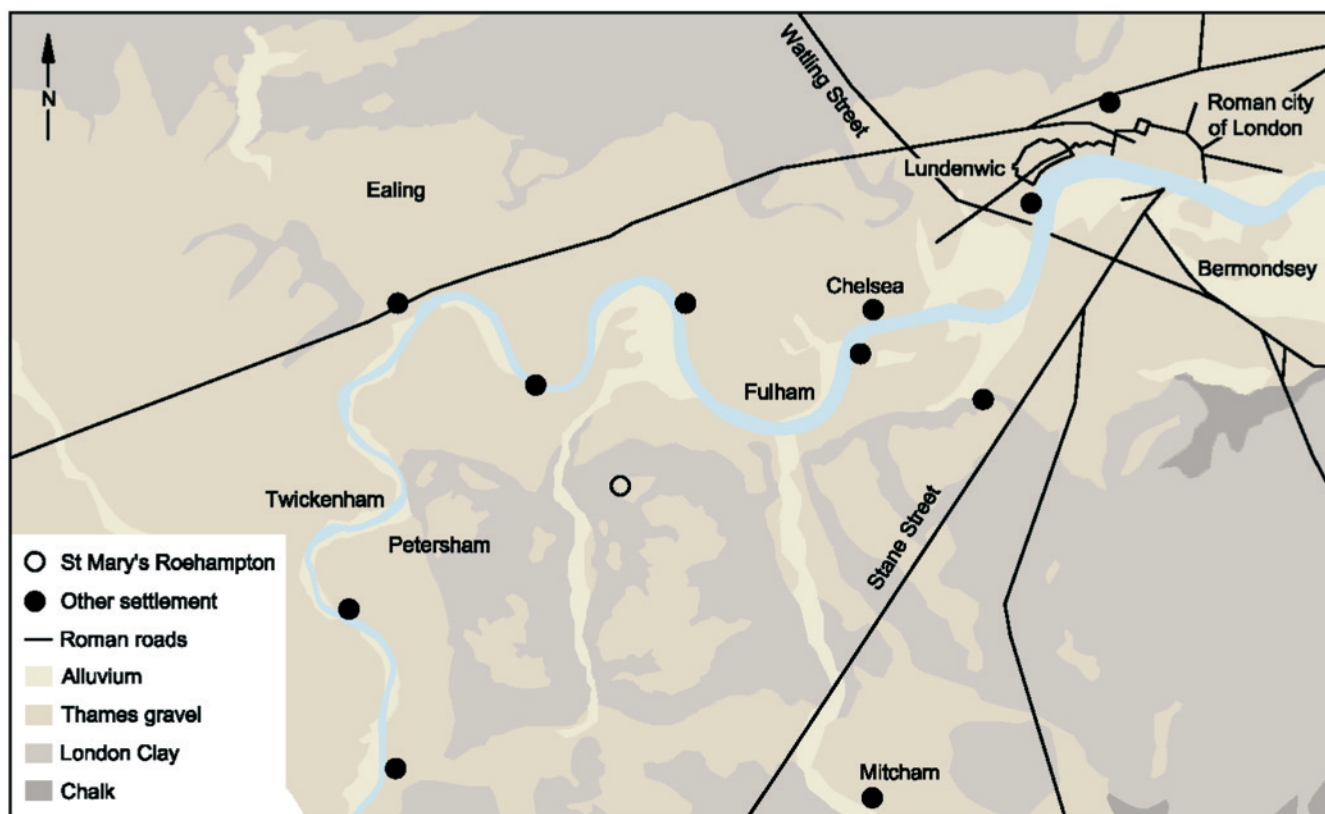 N
Watling Street
Roman city
of London
Lundenwic
Ealing
Bermondsey
Chelsea
Fulham
Twickenham
Petersham
Stane Street
Mitcham
St Mary's Roehampton
Other settlement
Roman roads
Alluvium
Thames gravel
London Clay
Chalk